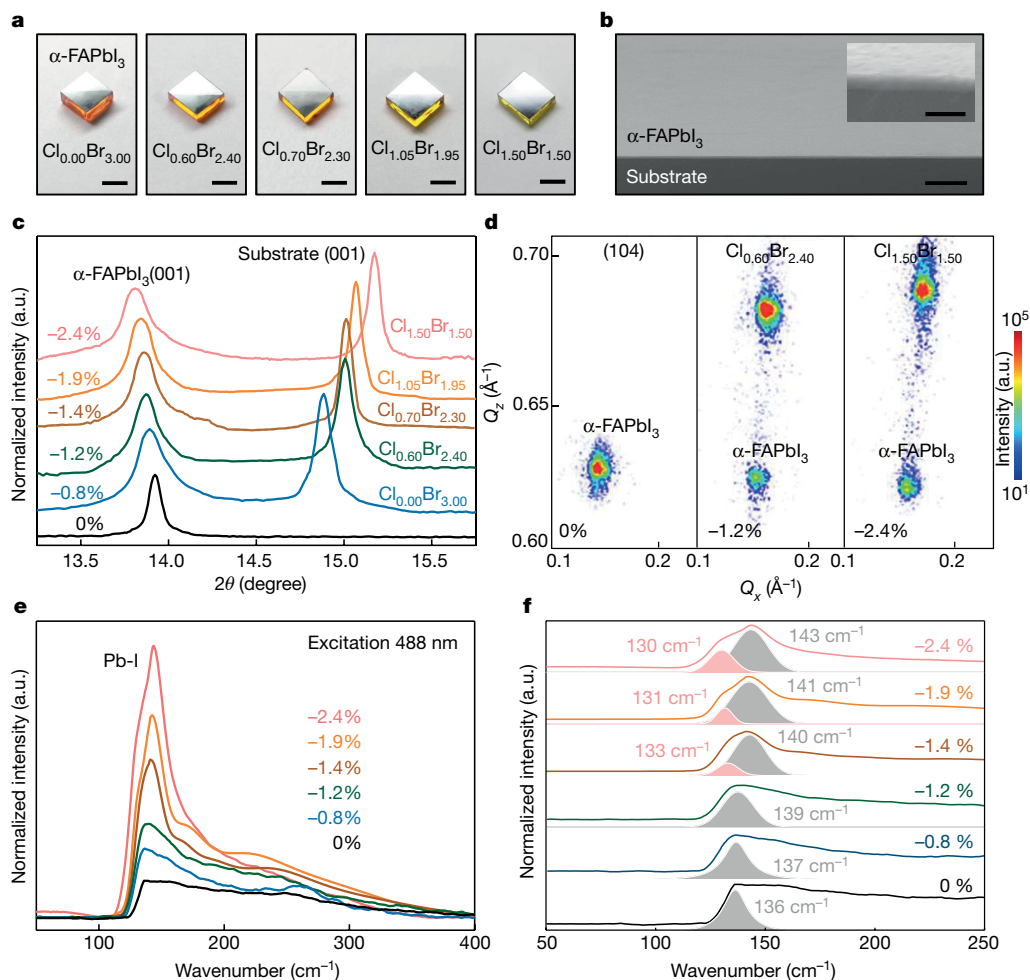 a
α-FAPbI₃
Cl₀.₀₀Br₃.₀₀
Cl₀.₆₀Br₂.₄₀
Cl₀.₇₀Br₂.₃₀
Cl₁.₀₅Br₁.₉₅
Cl₁.₅₀Br₁.₅₀
b
α-FAPbI₃
Substrate
c
Normalized intensity (a.u.)
α-FAPbI₃(001)
Substrate (001)
−2.4%
Cl₁.₅₀Br₁.₅₀
−1.9%
Cl₁.₀₅Br₁.₉₅
−1.4%
Cl₀.₇₀Br₂.₃₀
−1.2%
Cl₀.₆₀Br₂.₄₀
−0.8%
Cl₀.₀₀Br₃.₀₀
0%
13.5 14.0 14.5 15.0 15.5
2θ (degree)
d
Q_z (Å⁻¹)
0.70
0.65
0.60
(104)
α-FAPbI₃
0%
Cl₀.₆₀Br₂.₄₀
α-FAPbI₃
−1.2%
Cl₁.₅₀Br₁.₅₀
α-FAPbI₃
−2.4%
0.1 0.2 0.1 0.2 0.1 0.2
Q_x (Å⁻¹)
10⁵
Intensity (a.u.)
10¹
e
Normalized intensity (a.u.)
Pb-I
Excitation 488 nm
−2.4%
−1.9%
−1.4%
−1.2%
−0.8%
0%
100 200 300 400
Wavenumber (cm⁻¹)
f
Normalized intensity (a.u.)
130 cm⁻¹ 143 cm⁻¹ −2.4 %
131 cm⁻¹ 141 cm⁻¹ −1.9 %
133 cm⁻¹ 140 cm⁻¹ −1.4 %
−1.2 %
139 cm⁻¹
−0.8 %
137 cm⁻¹
0 %
136 cm⁻¹
50 100 150 200 250
Wavenumber (cm⁻¹)